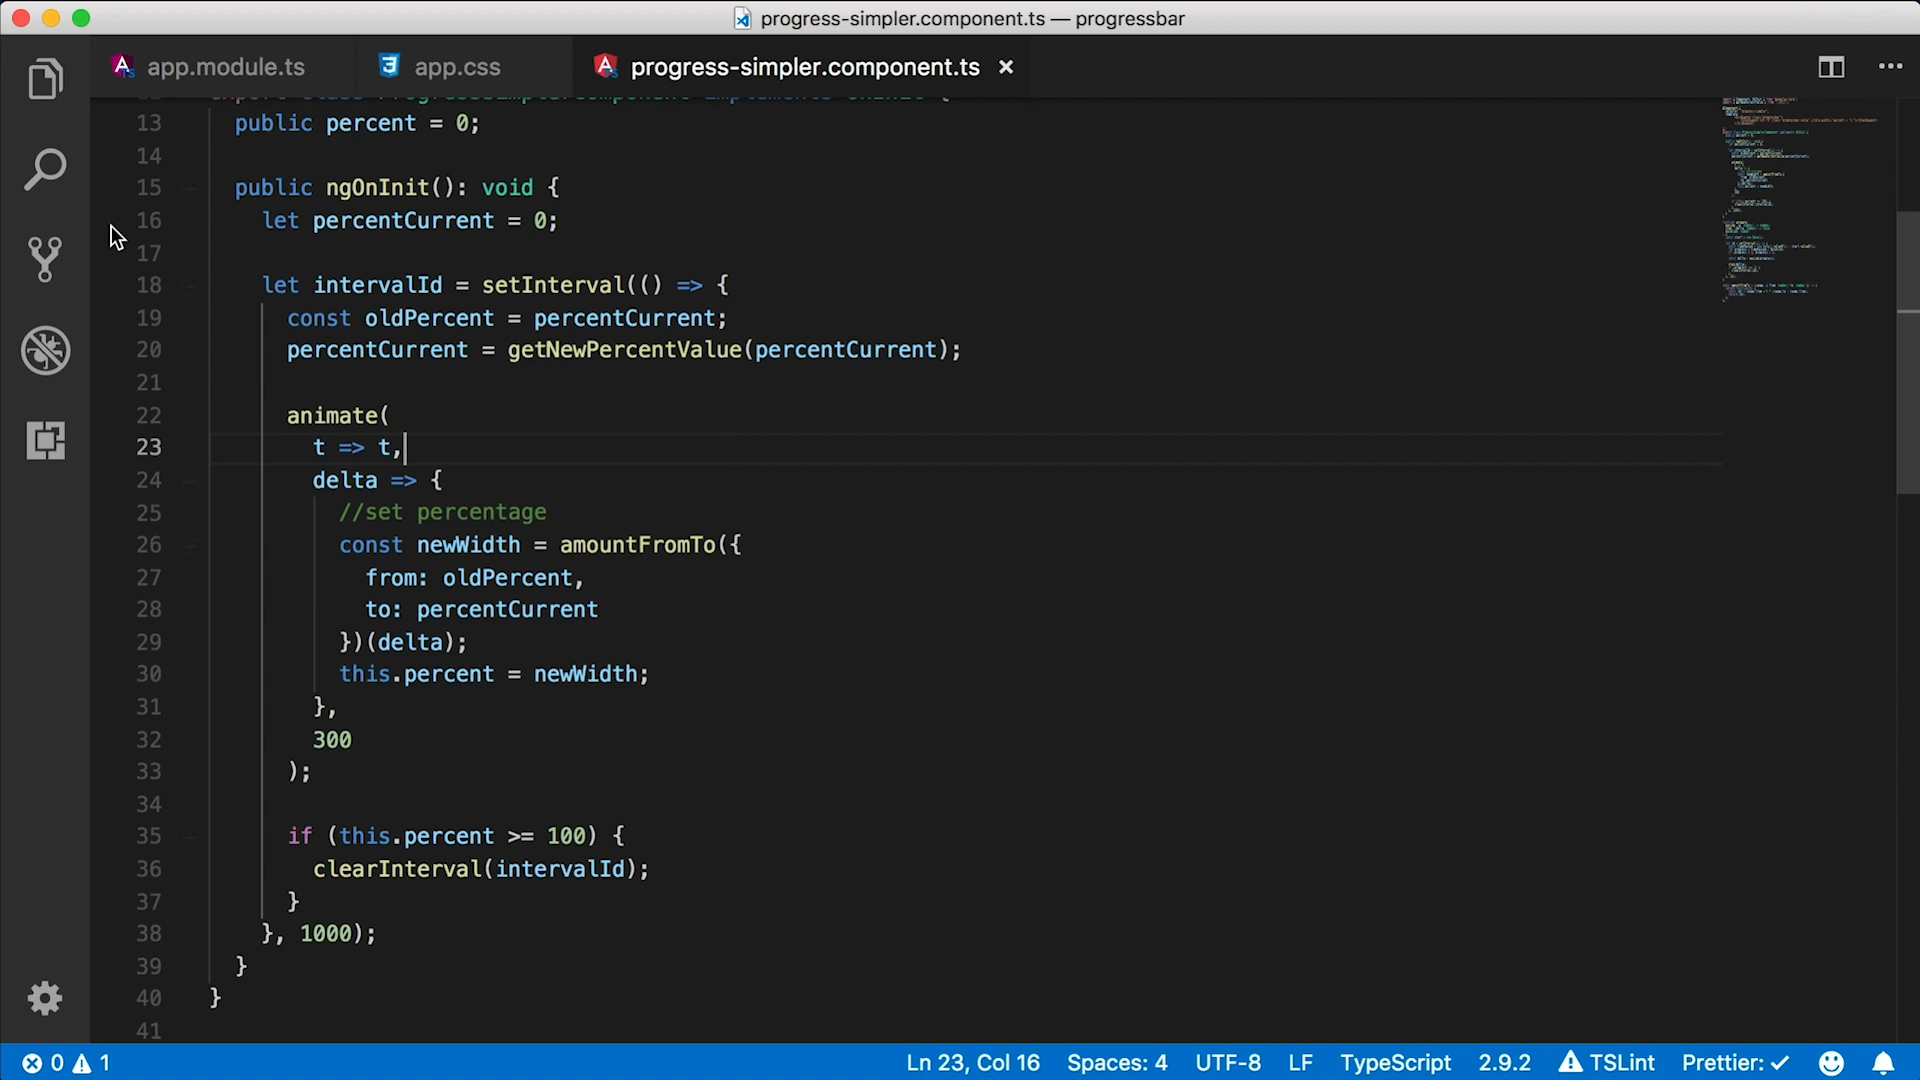 progress-simpler.component.ts — progressbar
app.module.ts
app.css
progress-simpler.component.ts
13 public percent = 0;
14
15 public ngOnInit(): void {
16 let percentCurrent = 0;
17
18 let intervalId = setInterval(() => {
19 const oldPercent = percentCurrent;
20 percentCurrent = getNewPercentValue(percentCurrent);
21
22 animate(
23 t => t,
24 delta => {
25 //set percentage
26 const newWidth = amountFromTo({
27 from: oldPercent,
28 to: percentCurrent
29 })(delta);
30 this.percent = newWidth;
31 },
32 300
33 );
34
35 if (this.percent >= 100) {
36 clearInterval(intervalId);
37 }
38 }, 1000);
39 }
40 }
41
0 1 Ln 23, Col 16 Spaces: 4 UTF-8 LF TypeScript 2.9.2 TSLint Prettier: ✓